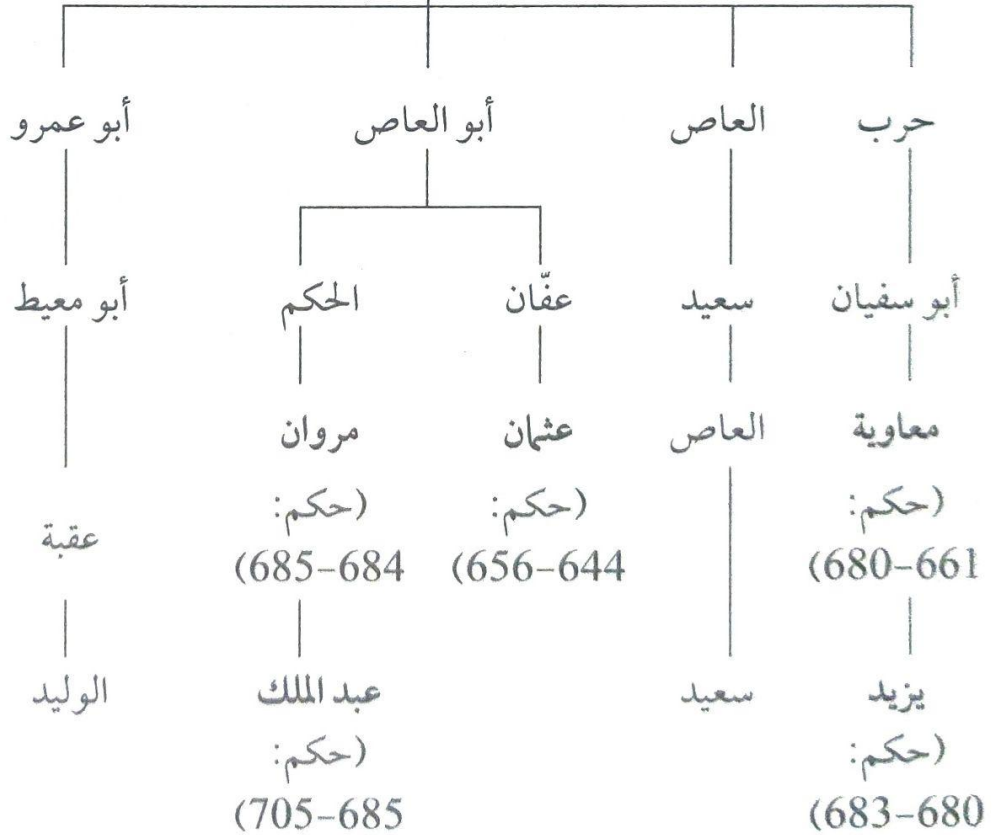 حرب العاص أبو العاص أبو عمرو
أبو سفيان سعيد عفّان الحكم أبو معيط
معاوية العاص عثمان مروان
(حكم: (حكم: (حكم:
661–680) 644–656) 684–685)
عقبة
يزيد سعيد عبد الملك الوليد
(حكم: (حكم:
680–683) 685–705)